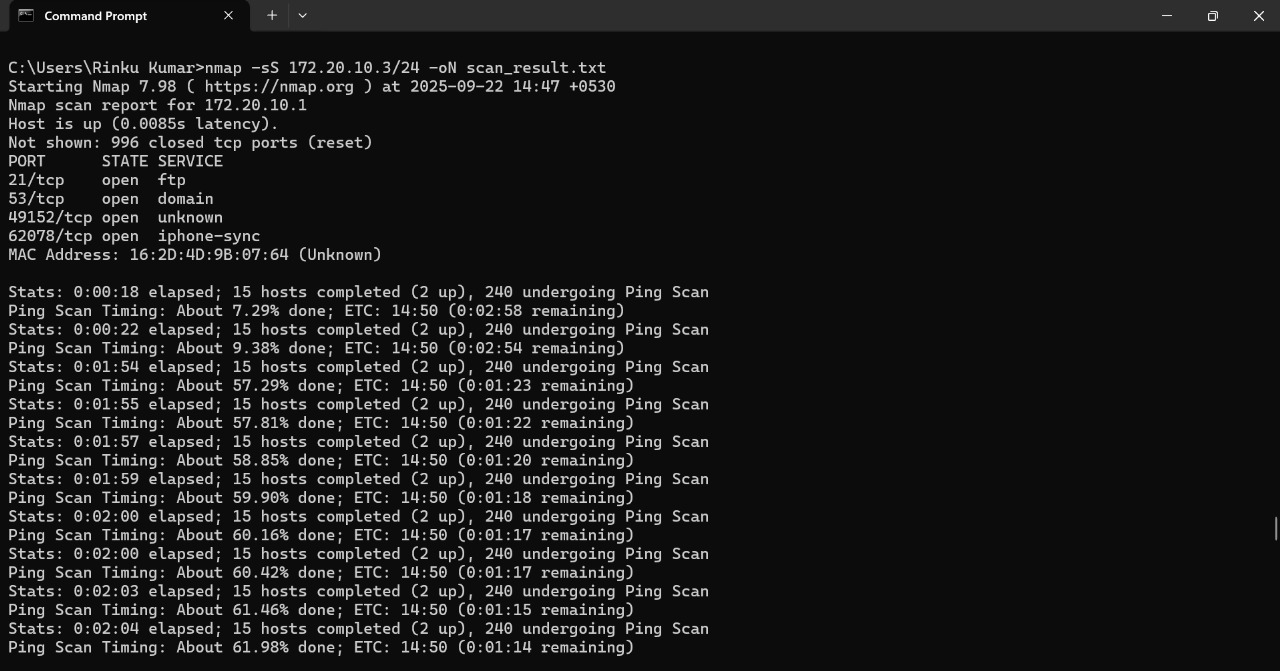 Command Prompt
C:\Users\Rinku Kumar>nmap -sS 172.20.10.3/24 -oN scan_result.txt
Starting Nmap 7.98 ( https://nmap.org ) at 2025-09-22 14:47 +0530
Nmap scan report for 172.20.10.1
Host is up (0.0085s latency).
Not shown: 996 closed tcp ports (reset)
PORT      STATE SERVICE
21/tcp    open  ftp
53/tcp    open  domain
49152/tcp open  unknown
62078/tcp open  iphone-sync
MAC Address: 16:2D:4D:9B:07:64 (Unknown)
Stats: 0:00:18 elapsed; 15 hosts completed (2 up), 240 undergoing Ping Scan
Ping Scan Timing: About 7.29% done; ETC: 14:50 (0:02:58 remaining)
Stats: 0:00:22 elapsed; 15 hosts completed (2 up), 240 undergoing Ping Scan
Ping Scan Timing: About 9.38% done; ETC: 14:50 (0:02:54 remaining)
Stats: 0:01:54 elapsed; 15 hosts completed (2 up), 240 undergoing Ping Scan
Ping Scan Timing: About 57.29% done; ETC: 14:50 (0:01:23 remaining)
Stats: 0:01:55 elapsed; 15 hosts completed (2 up), 240 undergoing Ping Scan
Ping Scan Timing: About 57.81% done; ETC: 14:50 (0:01:22 remaining)
Stats: 0:01:57 elapsed; 15 hosts completed (2 up), 240 undergoing Ping Scan
Ping Scan Timing: About 58.85% done; ETC: 14:50 (0:01:20 remaining)
Stats: 0:01:59 elapsed; 15 hosts completed (2 up), 240 undergoing Ping Scan
Ping Scan Timing: About 59.90% done; ETC: 14:50 (0:01:18 remaining)
Stats: 0:02:00 elapsed; 15 hosts completed (2 up), 240 undergoing Ping Scan
Ping Scan Timing: About 60.16% done; ETC: 14:50 (0:01:17 remaining)
Stats: 0:02:00 elapsed; 15 hosts completed (2 up), 240 undergoing Ping Scan
Ping Scan Timing: About 60.42% done; ETC: 14:50 (0:01:17 remaining)
Stats: 0:02:03 elapsed; 15 hosts completed (2 up), 240 undergoing Ping Scan
Ping Scan Timing: About 61.46% done; ETC: 14:50 (0:01:15 remaining)
Stats: 0:02:04 elapsed; 15 hosts completed (2 up), 240 undergoing Ping Scan
Ping Scan Timing: About 61.98% done; ETC: 14:50 (0:01:14 remaining)